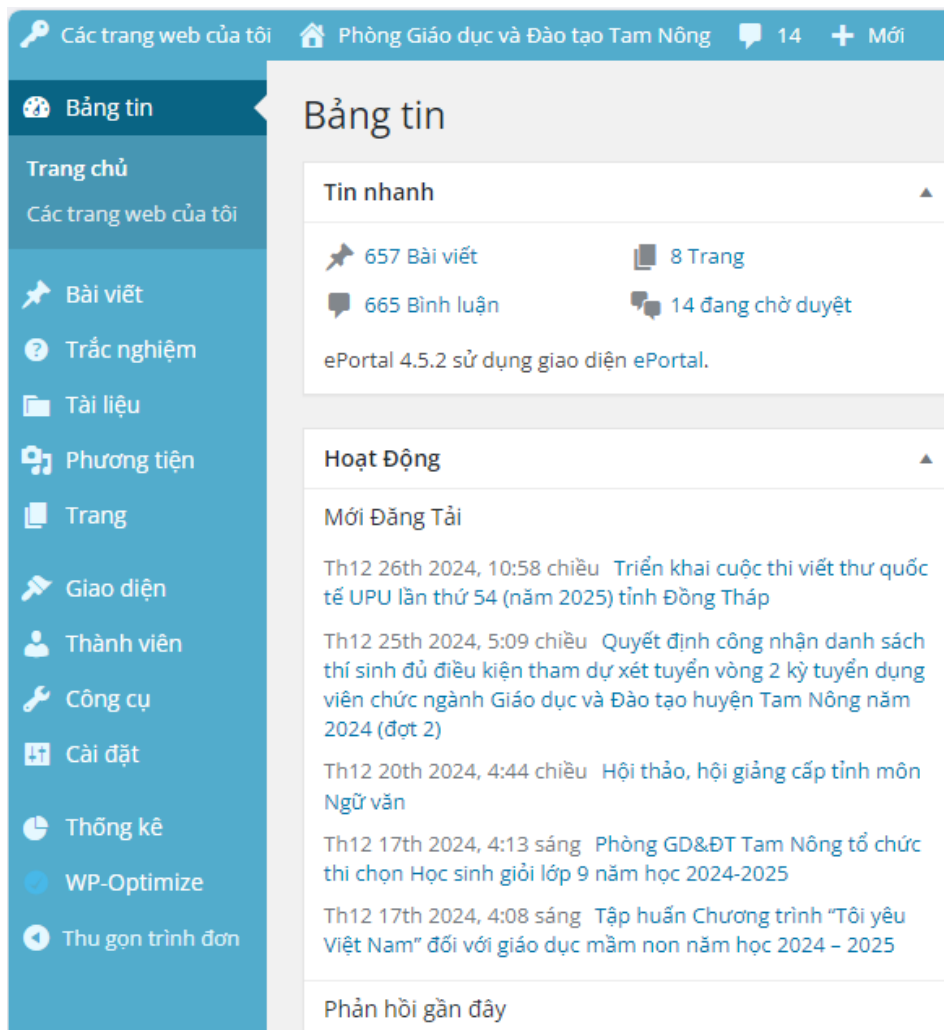 Các trang web của tôi Phòng Giáo dục và Đào tạo Tam Nông 14 Mới
Bảng tin
Trang chủ
Các trang web của tôi
Bài viết
Trắc nghiệm
Tài liệu
Phương tiện
Trang
Giao diện
Thành viên
Công cụ
Cài đặt
Thống kê
WP-Optimize
Thu gọn trình đơn
Bảng tin
Tin nhanh
657 Bài viết 8 Trang
665 Bình luận 14 đang chờ duyệt
ePortal 4.5.2 sử dụng giao diện ePortal.
Hoạt Động
Mới Đăng Tải
Th12 26th 2024, 10:58 chiều Triển khai cuộc thi viết thư quốc
tế UPU lần thứ 54 (năm 2025) tỉnh Đồng Tháp
Th12 25th 2024, 5:09 chiều Quyết định công nhận danh sách
thí sinh đủ điều kiện tham dự xét tuyển vòng 2 kỳ tuyển dụng
viên chức ngành Giáo dục và Đào tạo huyện Tam Nông năm
2024 (đợt 2)
Th12 20th 2024, 4:44 chiều Hội thảo, hội giảng cấp tỉnh môn
Ngữ văn
Th12 17th 2024, 4:13 sáng Phòng GD&ĐT Tam Nông tổ chức
thi chọn Học sinh giỏi lớp 9 năm học 2024-2025
Th12 17th 2024, 4:08 sáng Tập huấn Chương trình “Tôi yêu
Việt Nam” đối với giáo dục mầm non năm học 2024 – 2025
Phản hồi gần đây